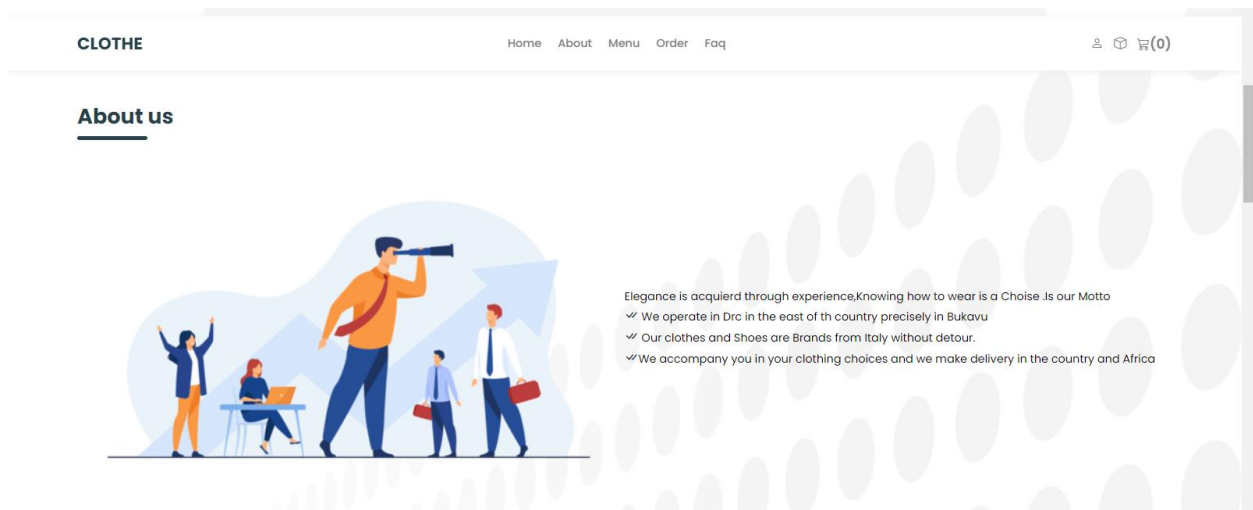 CLOTHE
Home About Menu Order Faq
(0)
About us
Elegance is acquierd through experience,Knowing how to wear is a Choise .Is our Motto
We operate in Drc in the east of th country precisely in Bukavu
Our clothes and Shoes are Brands from Italy without detour.
We accompany you in your clothing choices and we make delivery in the country and Africa